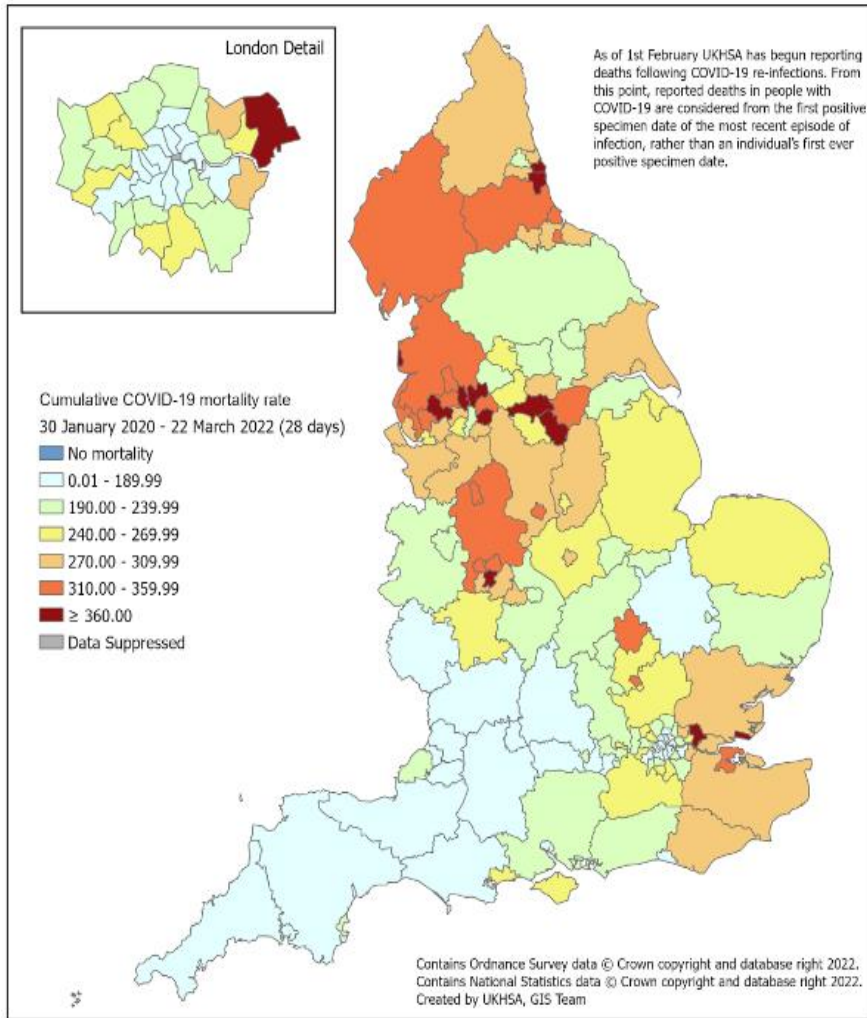 London Detail
As of 1st February UKHSA has begun reporting
deaths following COVID-19 re-infections. From
this point, reported deaths in people with
COVID-19 are considered from the first positive
specimen date of the most recent episode of
infection, rather than an individual's first ever
positive specimen date.
Cumulative COVID-19 mortality rate
30 January 2020 - 22 March 2022 (28 days)
No mortality
0.01 - 189.99
190.00 - 239.99
240.00 - 269.99
270.00 - 309.99
310.00 - 359.99
≥ 360.00
Data Suppressed
Contains Ordnance Survey data © Crown copyright and database right 2022.
Contains National Statistics data © Crown copyright and database right 2022.
Created by UKHSA, GIS Team